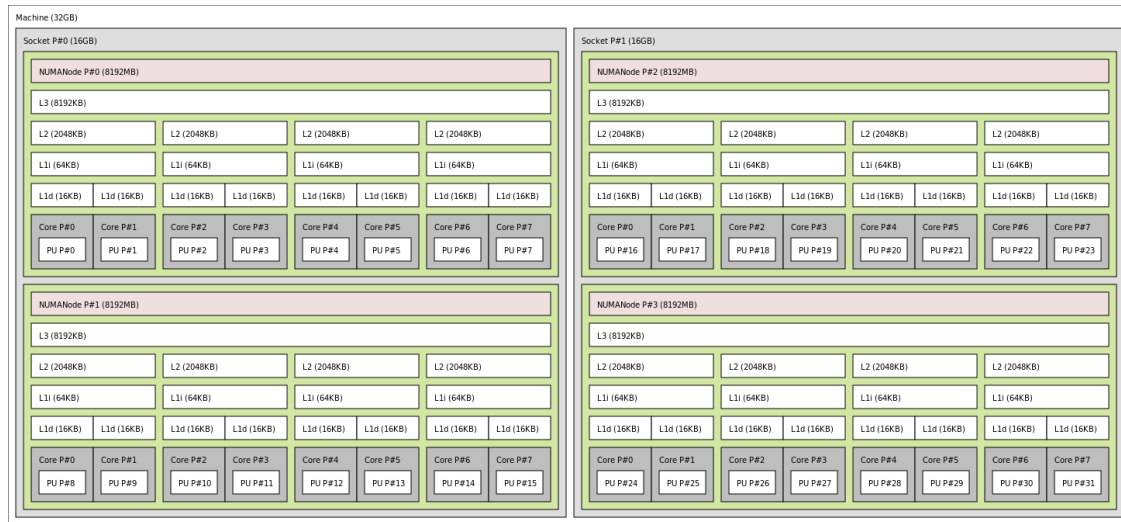 Machine (32GB)
Socket P#0 (16GB)
NUMANode P#0 (8192MB)
L3 (8192KB)
L2 (2048KB) L2 (2048KB) L2 (2048KB) L2 (2048KB)
L1i (64KB) L1i (64KB) L1i (64KB) L1i (64KB)
L1d (16KB) L1d (16KB) L1d (16KB) L1d (16KB) L1d (16KB) L1d (16KB) L1d (16KB) L1d (16KB)
Core P#0 Core P#1 Core P#2 Core P#3 Core P#4 Core P#5 Core P#6 Core P#7
PU P#0 PU P#1 PU P#2 PU P#3 PU P#4 PU P#5 PU P#6 PU P#7
NUMANode P#1 (8192MB)
L3 (8192KB)
L2 (2048KB) L2 (2048KB) L2 (2048KB) L2 (2048KB)
L1i (64KB) L1i (64KB) L1i (64KB) L1i (64KB)
L1d (16KB) L1d (16KB) L1d (16KB) L1d (16KB) L1d (16KB) L1d (16KB) L1d (16KB) L1d (16KB)
Core P#0 Core P#1 Core P#2 Core P#3 Core P#4 Core P#5 Core P#6 Core P#7
PU P#8 PU P#9 PU P#10 PU P#11 PU P#12 PU P#13 PU P#14 PU P#15
Socket P#1 (16GB)
NUMANode P#2 (8192MB)
L3 (8192KB)
L2 (2048KB) L2 (2048KB) L2 (2048KB) L2 (2048KB)
L1i (64KB) L1i (64KB) L1i (64KB) L1i (64KB)
L1d (16KB) L1d (16KB) L1d (16KB) L1d (16KB) L1d (16KB) L1d (16KB) L1d (16KB) L1d (16KB)
Core P#0 Core P#1 Core P#2 Core P#3 Core P#4 Core P#5 Core P#6 Core P#7
PU P#16 PU P#17 PU P#18 PU P#19 PU P#20 PU P#21 PU P#22 PU P#23
NUMANode P#3 (8192MB)
L3 (8192KB)
L2 (2048KB) L2 (2048KB) L2 (2048KB) L2 (2048KB)
L1i (64KB) L1i (64KB) L1i (64KB) L1i (64KB)
L1d (16KB) L1d (16KB) L1d (16KB) L1d (16KB) L1d (16KB) L1d (16KB) L1d (16KB) L1d (16KB)
Core P#0 Core P#1 Core P#2 Core P#3 Core P#4 Core P#5 Core P#6 Core P#7
PU P#24 PU P#25 PU P#26 PU P#27 PU P#28 PU P#29 PU P#30 PU P#31